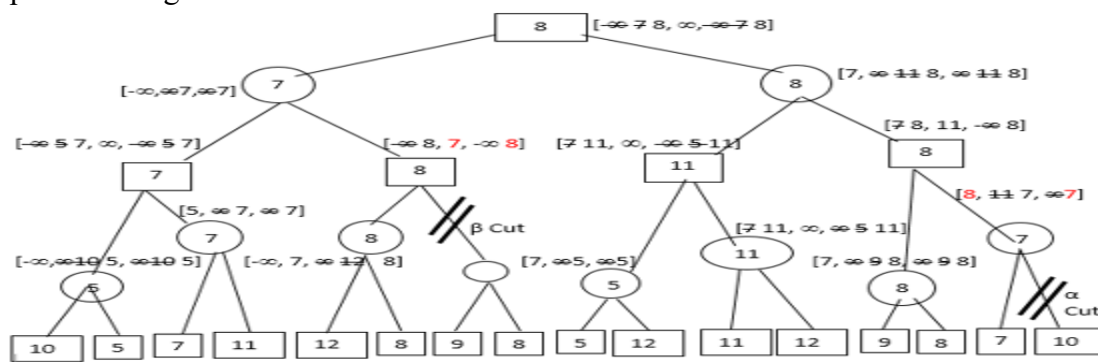 8 [-∞ 7 8, ∞, -∞ 7 8]
7 [-∞,∞7,∞7]
8 [7, ∞ 11 8, ∞ 11 8]
[-∞ 5 7, ∞, -∞ 5 7]
[-∞ 8, 7, -∞ 8]
[7 11, ∞, -∞ 5 11]
[7 8, 11, -∞ 8]
7
8
11
8
[5, ∞ 7, ∞ 7]
[8, 11 7, ∞7]
7
8
β Cut
[7 11, ∞, ∞ 5 11]
7
[-∞,∞10 5, ∞10 5]
[-∞, 7, ∞ 12 8]
[7, ∞5, ∞5]
11
[7, ∞ 9 8, ∞ 9 8]
5
5
8
α
Cut
10 5 7 11 12 8 9 8 5 12 11 12 9 8 7 10